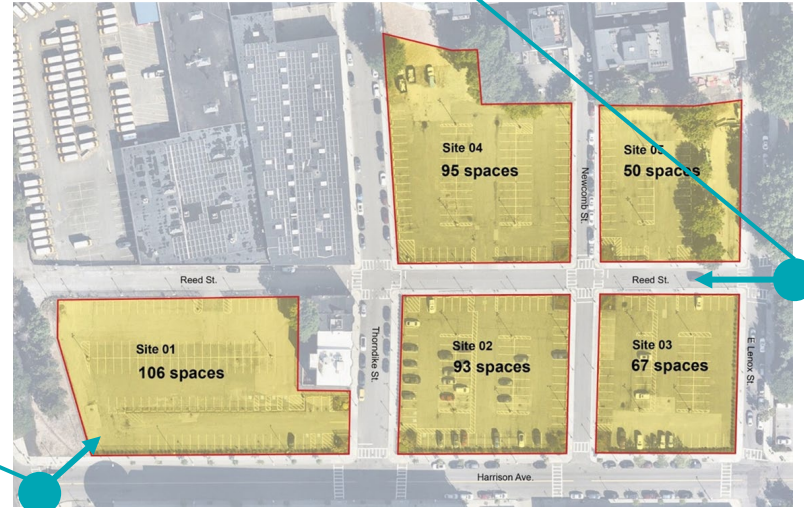 Site 04
95 spaces
Site 05
50 spaces
Newcomb St.
Reed St.
Reed St.
Site 01
106 spaces
Thorndike St.
Site 02
93 spaces
Site 03
67 spaces
E Lenox St.
Harrison Ave.